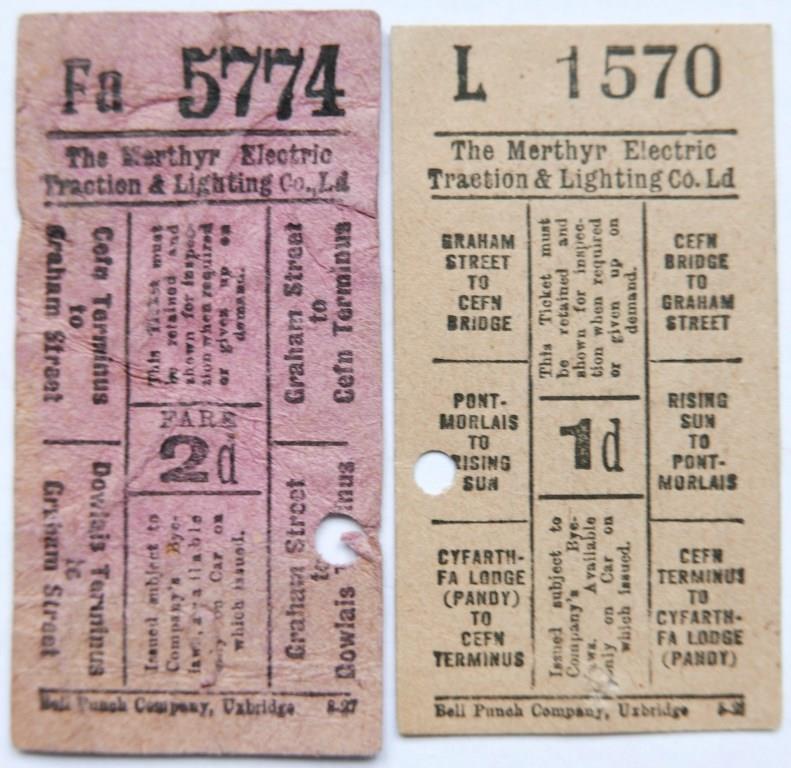 Fa 5774
The Merthyr Electric
Traction & Lighting Co., Ld
Cefn Terminus
to
Graham Street
Dowlais Terminus
to
Graham Street
This Ticket must
be retained and
shown for inspec-
tion when required
or given up on
demand.
FARE
2d
Issued subject to
Company's Bye-
laws, available
only on Car on
which issued.
Graham Street
to
Cefn Terminus
Graham Street
to
Dowlais
Bell Punch Company, Uxbridge
L 1570
The Merthyr Electric
Traction & Lighting Co. Ld
GRAHAM
STREET
TO
CEFN
BRIDGE
PONT-
MORLAIS
TO
RISING
SUN
CYFARTH-
FA LODGE
(PANDY)
TO
CEFN
TERMINUS
This Ticket must
be retained and
shown for inspec-
tion when required
or given up on
demand.
1d
Issued subject to
Company's Bye-
laws. Available
only on Car on
which issued.
CEFN
BRIDGE
TO
GRAHAM
STREET
RISING
SUN
TO
PONT-
MORLAIS
CEFN
TERMINUS
TO
CYFARTH-
FA LODGE
(PANDY)
Bell Punch Company, Uxbridge